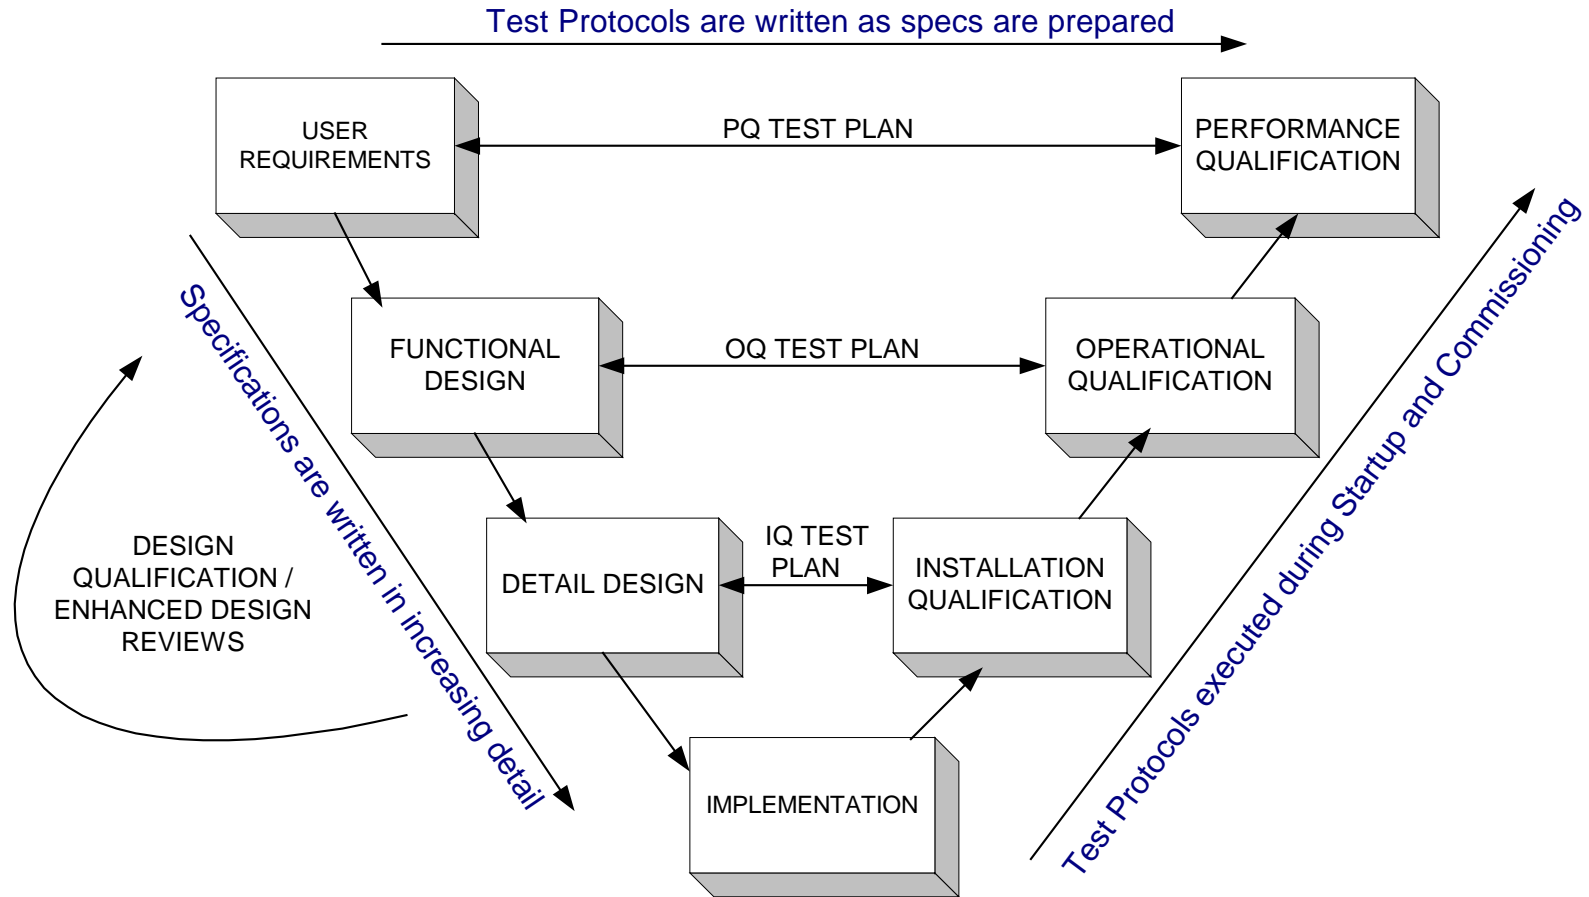 Test Protocols are written as specs are prepared
USER
REQUIREMENTS
PQ TEST PLAN
PERFORMANCE
QUALIFICATION
Specifications are written in increasing detail
FUNCTIONAL
DESIGN
OQ TEST PLAN
OPERATIONAL
QUALIFICATION
Test Protocols executed during Startup and Commissioning
DESIGN
QUALIFICATION /
ENHANCED DESIGN
REVIEWS
DETAIL DESIGN
IQ TEST
PLAN
INSTALLATION
QUALIFICATION
IMPLEMENTATION